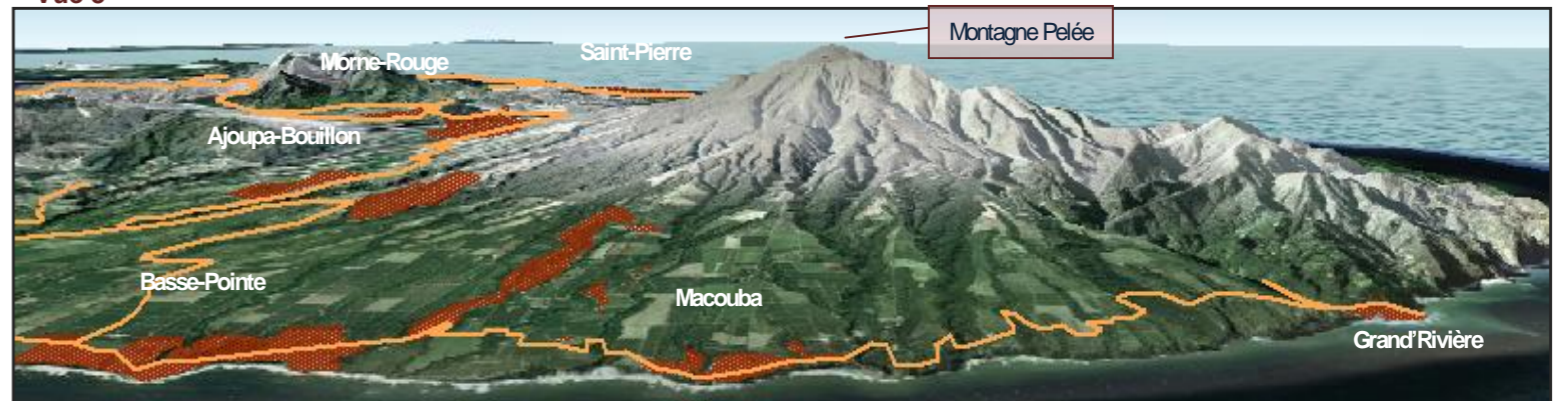 Montagne Pelée
Saint-Pierre
Morne-Rouge
Ajoupa-Bouillon
Basse-Pointe
Macouba
Grand'Rivière